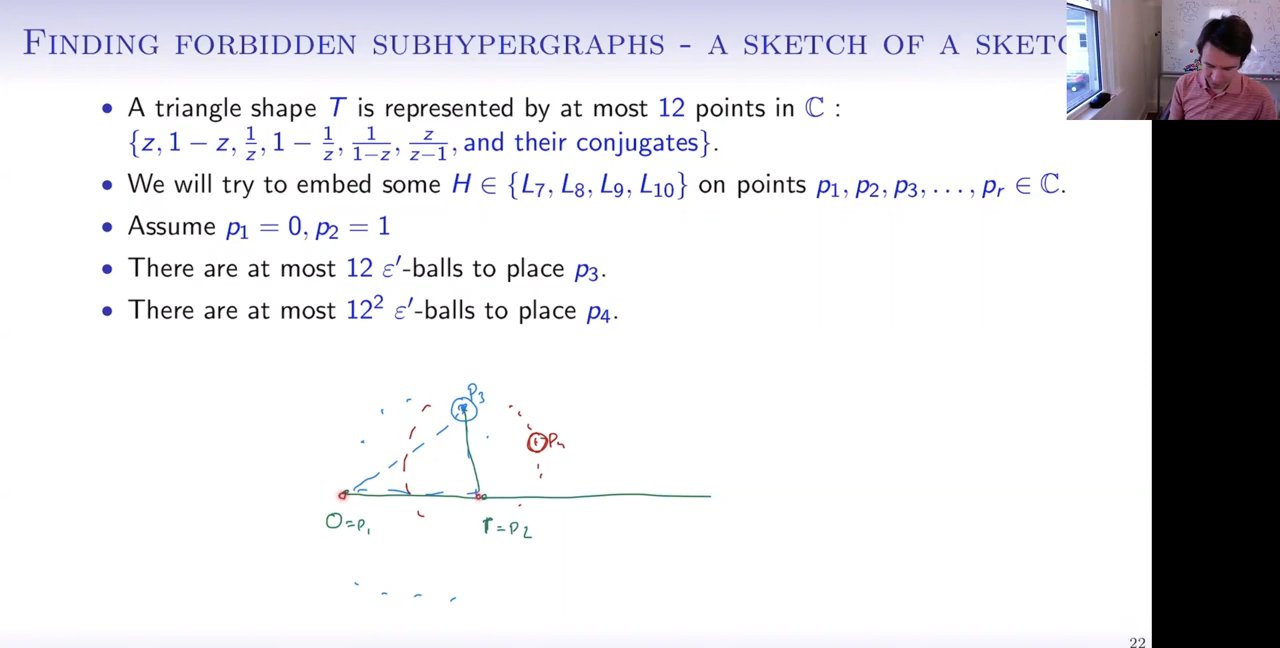 FINDING FORBIDDEN SUBHYPERGRAPHS - A SKETCH OF A SKETC
• A triangle shape T is represented by at most 12 points in ℂ :
{z, 1 − z, 1/z, 1 − 1/z, 1/(1−z), z/(z−1), and their conjugates}.
• We will try to embed some H ∈ {L₇, L₈, L₉, L₁₀} on points p₁, p₂, p₃, . . . , pᵣ ∈ ℂ.
• Assume p₁ = 0, p₂ = 1
• There are at most 12 ε′-balls to place p₃.
• There are at most 12² ε′-balls to place p₄.
P₃
P₄
0=P₁
1=P₂
22